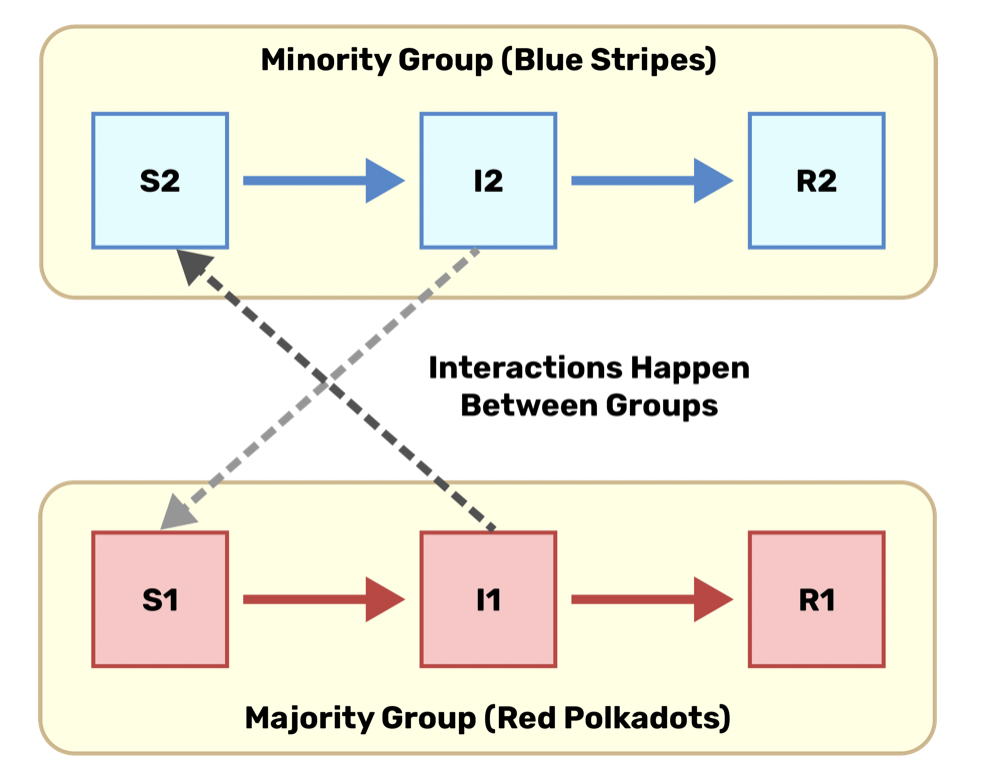 Minority Group (Blue Stripes)
S2
I2
R2
Interactions Happen
Between Groups
S1
I1
R1
Majority Group (Red Polkadots)